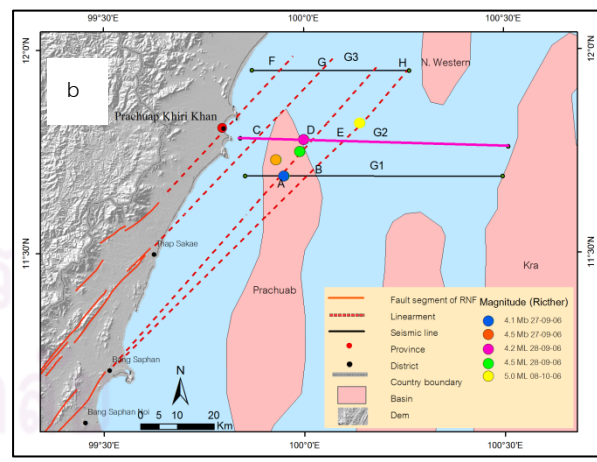 99°30'E 100°0'E 100°30'E
12°0'N 12°0'N
b
F G G3 H
N. Western
Prachuap Khiri Khan
C D E G2
A B G1
11°30'N 11°30'N
Thap Sakae
Kra
Prachuab
Bang Saphan
Bang Saphan Noi
N
0 5 10 20
Km
Fault segment of RNF
Linearment
Seismic line
Province
District
Country boundary
Basin
Dem
Magnitude (Ricther)
4.1 Mb 27-09-06
4.5 Mb 27-09-06
4.2 ML 28-09-06
4.5 ML 28-09-06
5.0 ML 08-10-06
99°30'E 100°0'E 100°30'E